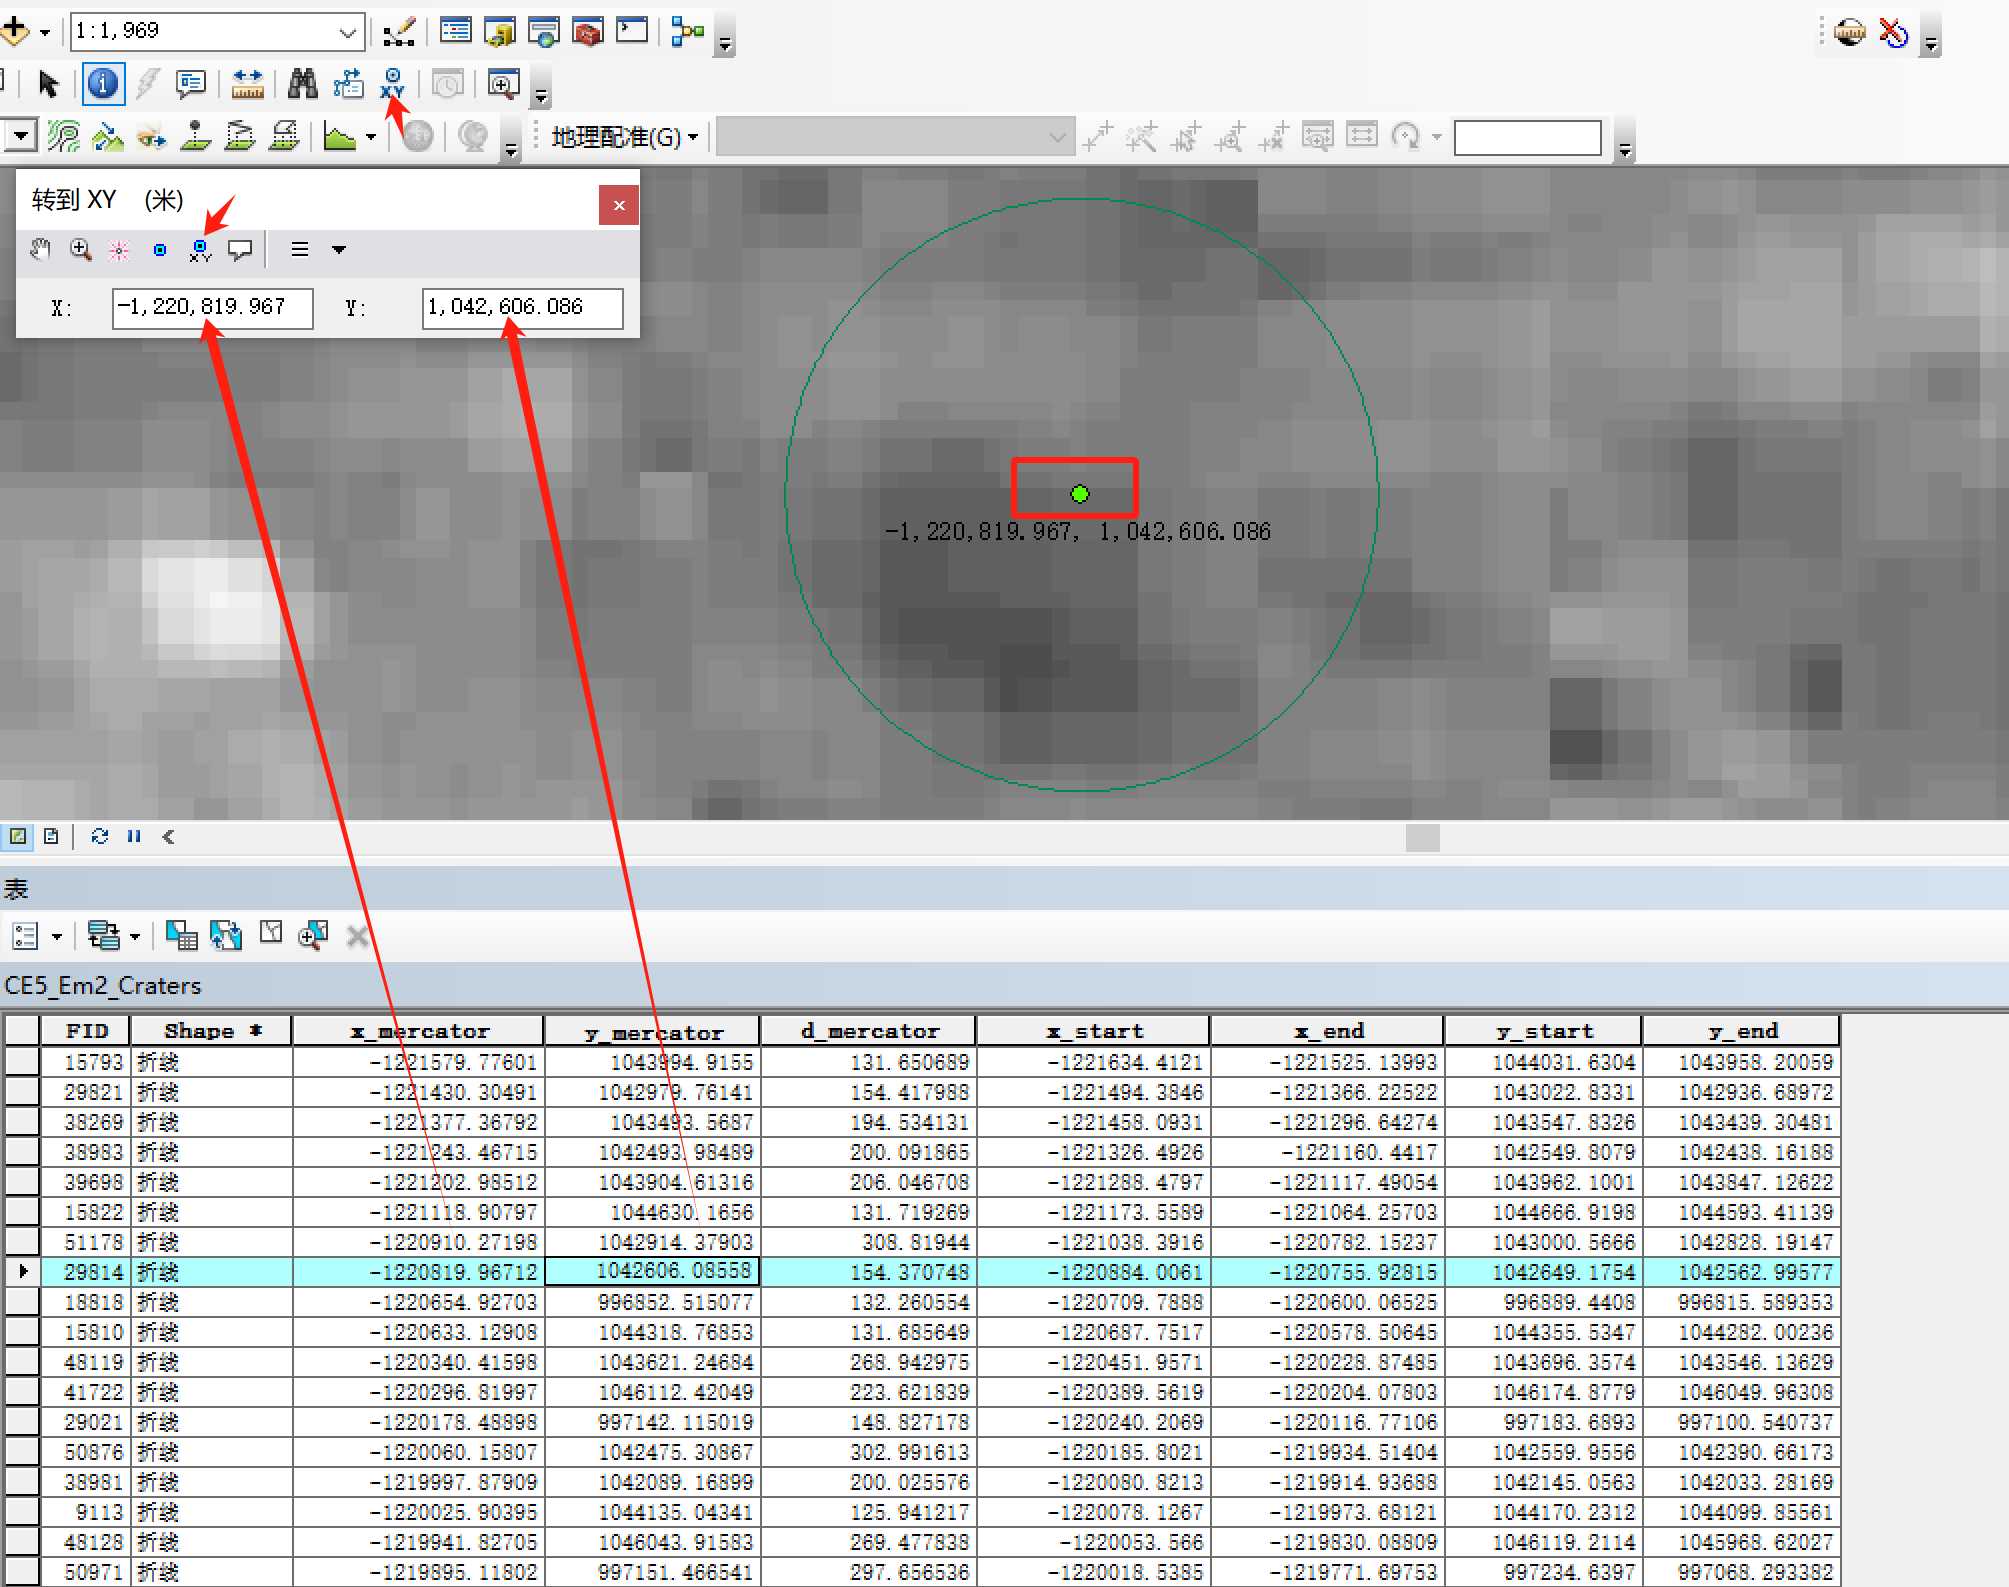 1:1,969
XY
地理配准(G)
转到 XY (米)
X: -1,220,819.967 Y: 1,042,606.086
-1,220,819.967, 1,042,606.086
表
CE5_Em2_Craters
FID Shape * x_mercator y_mercator d_mercator x_start x_end y_start y_end
15793 折线 -1221579.77601 1043994.9155 131.650689 -1221634.4121 -1221525.13993 1044031.6304 1043958.20059
29821 折线 -1221430.30491 1042979.76141 154.417988 -1221494.3846 -1221366.22522 1043022.8331 1042936.68972
38269 折线 -1221377.36792 1043493.5687 194.534131 -1221458.0931 -1221296.64274 1043547.8326 1043439.30481
38983 折线 -1221243.46715 1042493.98489 200.091865 -1221326.4926 -1221160.4417 1042549.8079 1042438.16188
39698 折线 -1221202.98512 1043904.61316 206.046708 -1221288.4797 -1221117.49054 1043962.1001 1043847.12622
15822 折线 -1221118.90797 1044630.1656 131.719269 -1221173.5589 -1221064.25703 1044666.9198 1044593.41139
51178 折线 -1220910.27198 1042914.37903 308.81944 -1221038.3916 -1220782.15237 1043000.5666 1042828.19147
29814 折线 -1220819.96712 1042606.08558 154.370748 -1220884.0061 -1220755.92815 1042649.1754 1042562.99577
18818 折线 -1220654.92703 996852.515077 132.260554 -1220709.7888 -1220600.06525 996889.4408 996815.589353
15810 折线 -1220633.12908 1044318.76853 131.685649 -1220687.7517 -1220578.50645 1044355.5347 1044282.00236
48119 折线 -1220340.41598 1043621.24684 268.942975 -1220451.9571 -1220228.87485 1043696.3574 1043546.13629
41722 折线 -1220296.81997 1046112.42049 223.621839 -1220389.5619 -1220204.07803 1046174.8779 1046049.96308
29021 折线 -1220178.48898 997142.115019 148.827178 -1220240.2069 -1220116.77106 997183.6893 997100.540737
50876 折线 -1220060.15807 1042475.30867 302.991613 -1220185.8021 -1219934.51404 1042559.9556 1042390.66173
38981 折线 -1219997.87909 1042089.16899 200.025576 -1220080.8213 -1219914.93688 1042145.0563 1042033.28169
9113 折线 -1220025.90395 1044135.04341 125.941217 -1220078.1267 -1219973.68121 1044170.2312 1044099.85561
48128 折线 -1219941.82705 1046043.91583 269.477838 -1220053.566 -1219830.08809 1046119.2114 1045968.62027
50971 折线 -1219895.11802 997151.466541 297.656536 -1220018.5385 -1219771.69753 997234.6397 997068.293382